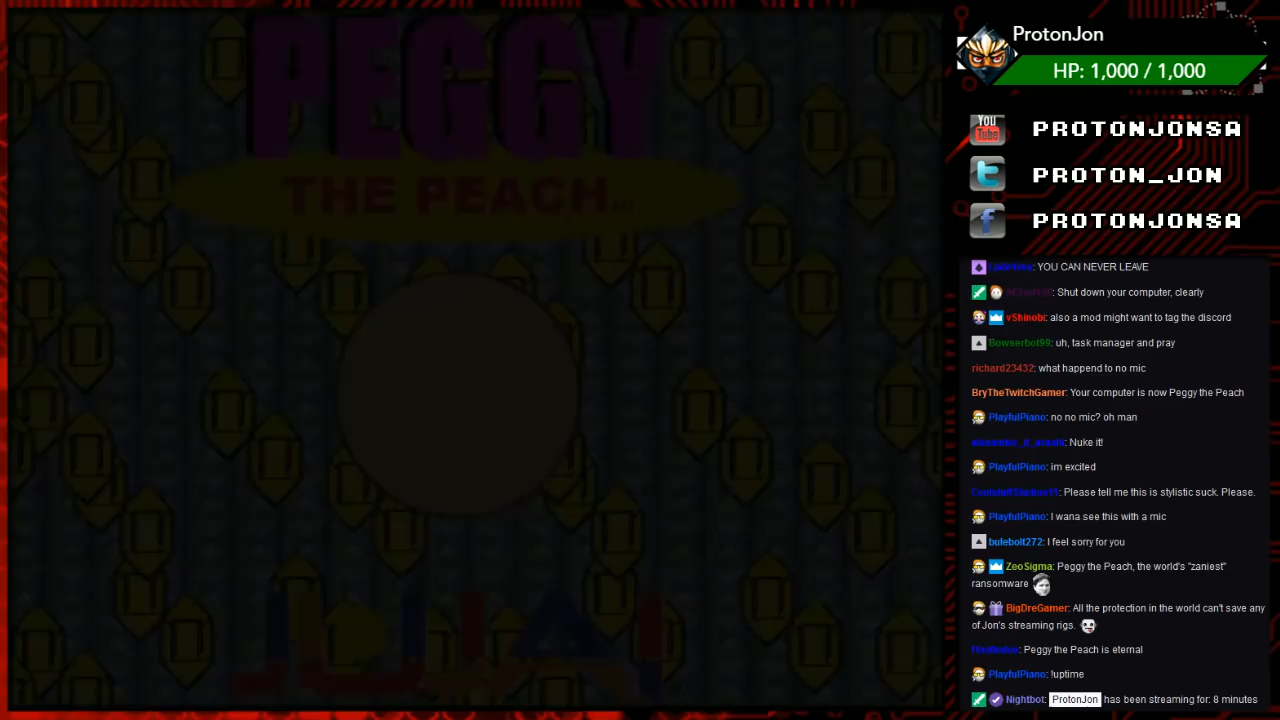 PEGGY
THE PEACH
ProtonJon
HP: 1,000 / 1,000
You
Tube
PROTONJONSA
PROTON_JON
PROTONJONSA
: YOU CAN NEVER LEAVE
: Shut down your computer, clearly
vShinobi: also a mod might want to tag the discord
Bowserbot99: uh, task manager and pray
richard23432: what happend to no mic
BryTheTwitchGamer: Your computer is now Peggy the Peach
PlayfulPiano: no no mic? oh man
: Nuke it!
PlayfulPiano: im excited
: Please tell me this is stylistic suck. Please.
PlayfulPiano: I wana see this with a mic
bulebolt272: I feel sorry for you
ZeoSigma: Peggy the Peach, the world's "zaniest"
ransomware
BigDreGamer: All the protection in the world can't save any
of Jon's streaming rigs.
: Peggy the Peach is eternal
PlayfulPiano: !uptime
Nightbot: ProtonJon has been streaming for: 8 minutes